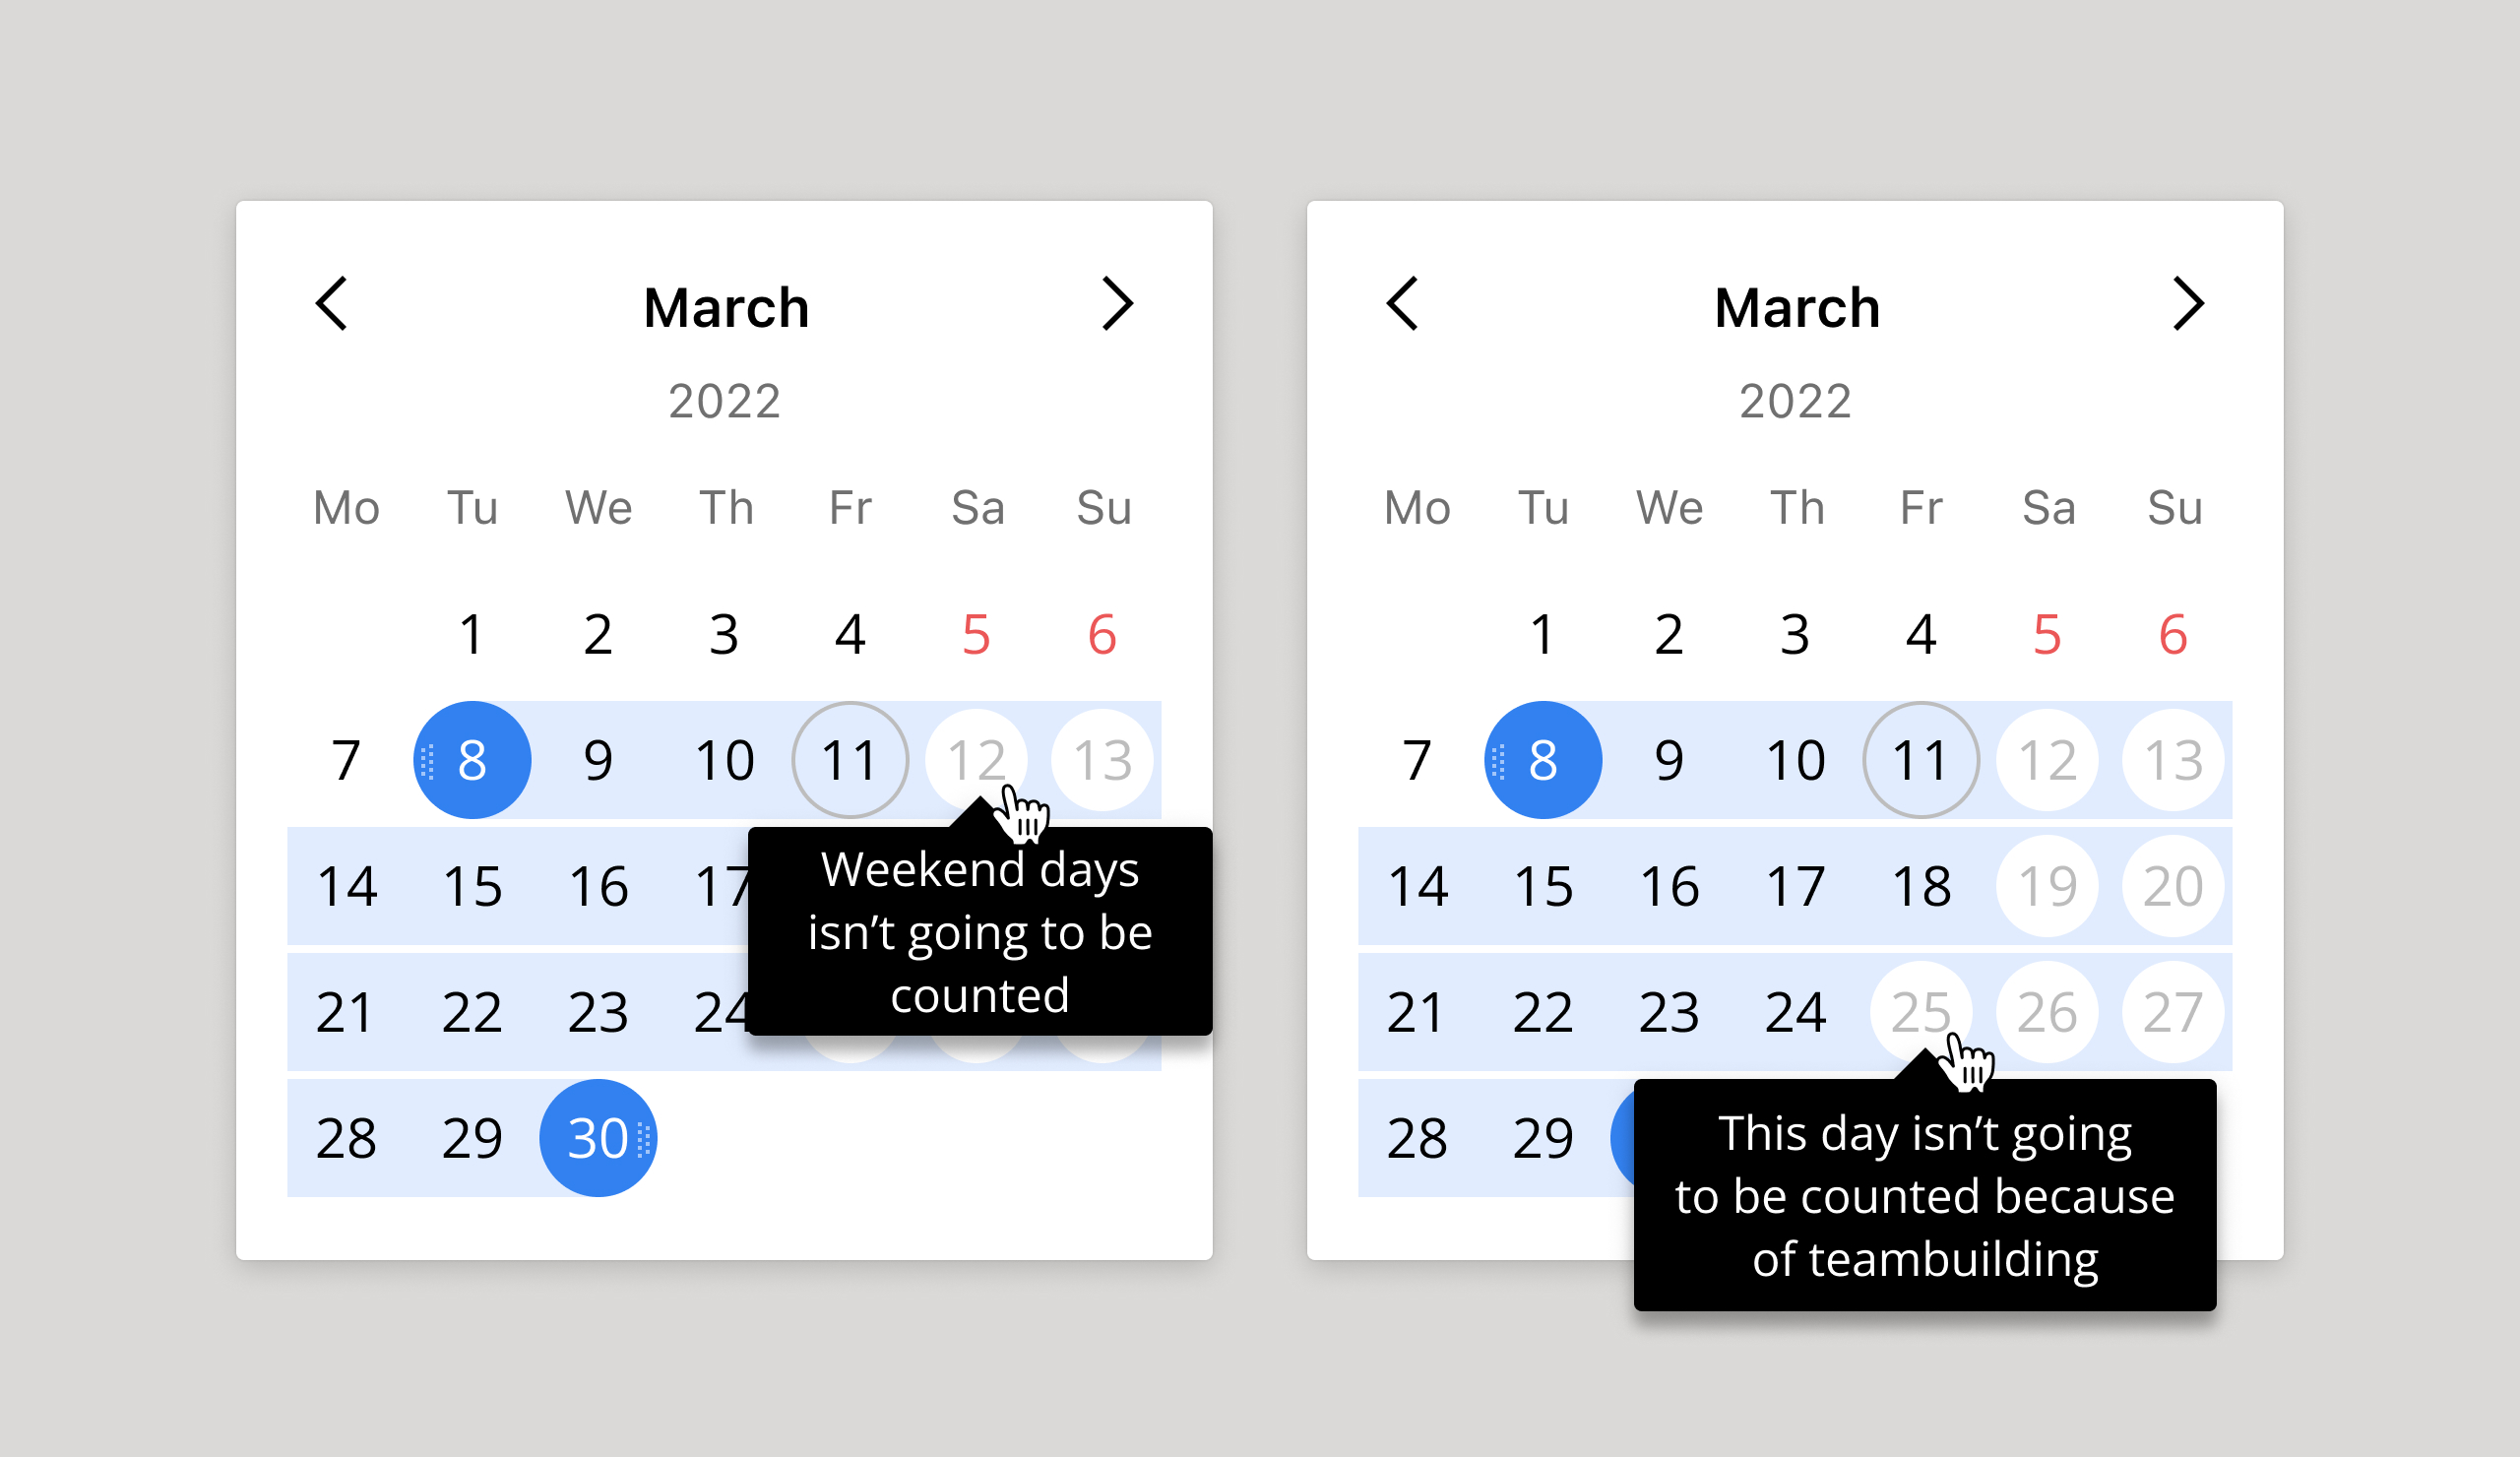 March
2022
Mo Tu We Th Fr Sa Su
1 2 3 4 5 6
7 8 9 10 11 12 13
14 15 16 17
21 22 23 24
28 29 30
Weekend days
isn’t going to be
counted
March
2022
Mo Tu We Th Fr Sa Su
1 2 3 4 5 6
7 8 9 10 11 12 13
14 15 16 17 18 19 20
21 22 23 24 25 26 27
28 29
This day isn’t going
to be counted because
of teambuilding